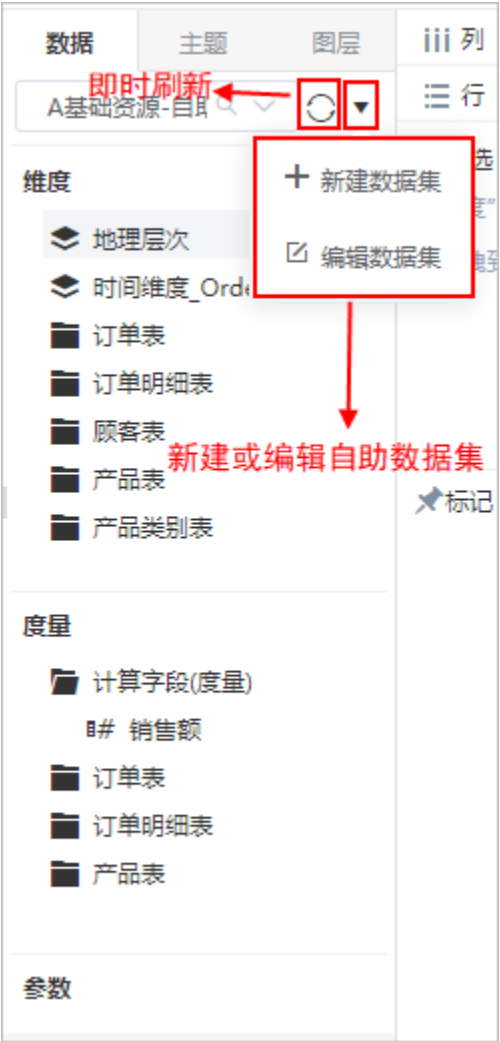 数据 主题 图层 列
即时刷新
A基础资源-自助 行
维度 新建数据集 选
度”
地理层次 编辑数据集
时间维度_Orde
订单表
订单明细表
顾客表
新建或编辑自助数据集
产品表
标记
产品类别表
度量
计算字段(度量)
# 销售额
订单表
订单明细表
产品表
参数